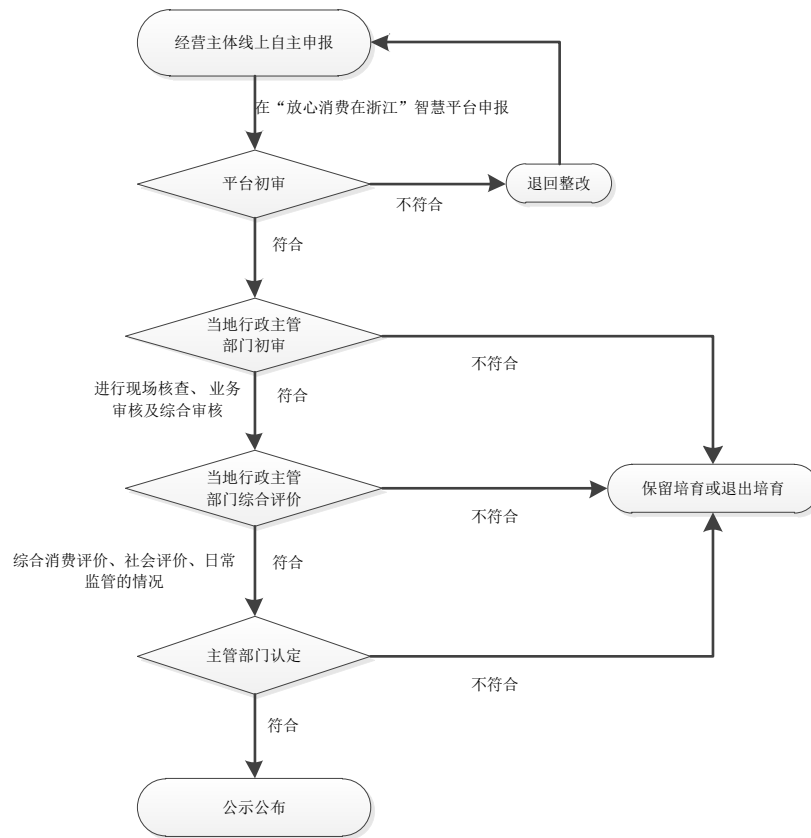 经营主体线上自主申报
在“放心消费在浙江”智慧平台申报
平台初审
不符合
退回整改
符合
当地行政主管
部门初审
不符合
进行现场核查、业务
审核及综合审核
符合
当地行政主管
部门综合评价
不符合
保留培育或退出培育
综合消费评价、社会评价、日常
监管的情况
符合
主管部门认定
不符合
符合
公示公布